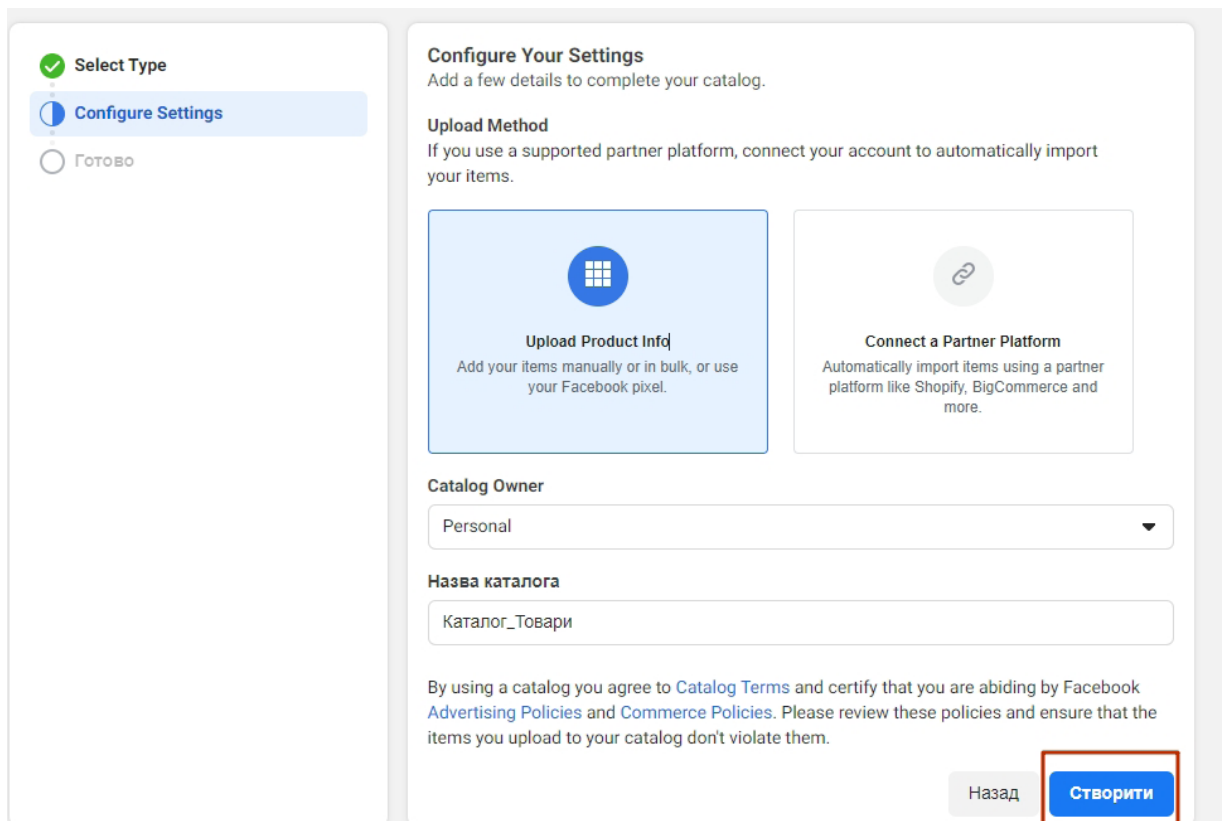 Select Type
Configure Settings
Готово
Configure Your Settings
Add a few details to complete your catalog.
Upload Method
If you use a supported partner platform, connect your account to automatically import
your items.
Upload Product Info
Add your items manually or in bulk, or use
your Facebook pixel.
Connect a Partner Platform
Automatically import items using a partner
platform like Shopify, BigCommerce and
more.
Catalog Owner
Personal
Назва каталога
Каталог_Товари
By using a catalog you agree to Catalog Terms and certify that you are abiding by Facebook
Advertising Policies and Commerce Policies. Please review these policies and ensure that the
items you upload to your catalog don't violate them.
Назад
Створити